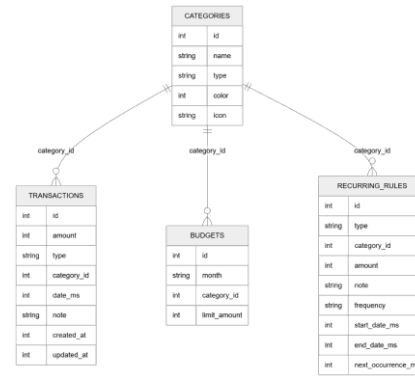 CATEGORIES
int id
string name
string type
int color
string icon
category_id category_id category_id
TRANSACTIONS
int id
int amount
string type
int category_id
int date_ms
string note
int created_at
int updated_at
BUDGETS
int id
string month
int category_id
int limit_amount
RECURRING_RULES
int id
string type
int category_id
int amount
string note
string frequency
int start_date_ms
int end_date_ms
int next_occurrence_m